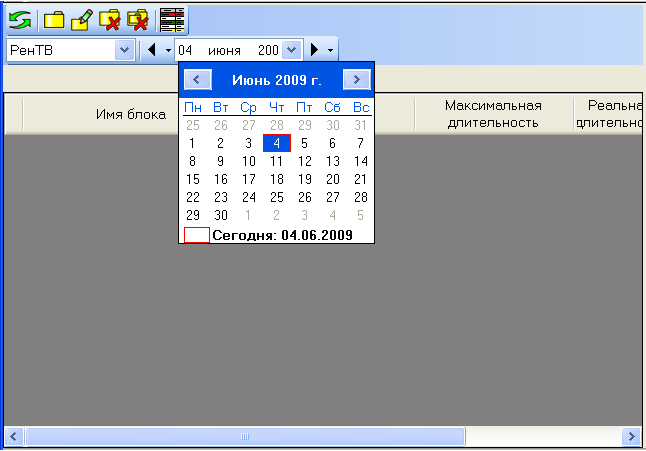 РенТВ
04 июня 200
Июнь 2009 г.
Имя блока
Максимальная
длительность
Реальна
длительно
Пн Вт Ср Чт Пт Сб Вс
25 26 27 28 29 30 31
1 2 3 4 5 6 7
8 9 10 11 12 13 14
15 16 17 18 19 20 21
22 23 24 25 26 27 28
29 30 1 2 3 4 5
Сегодня: 04.06.2009